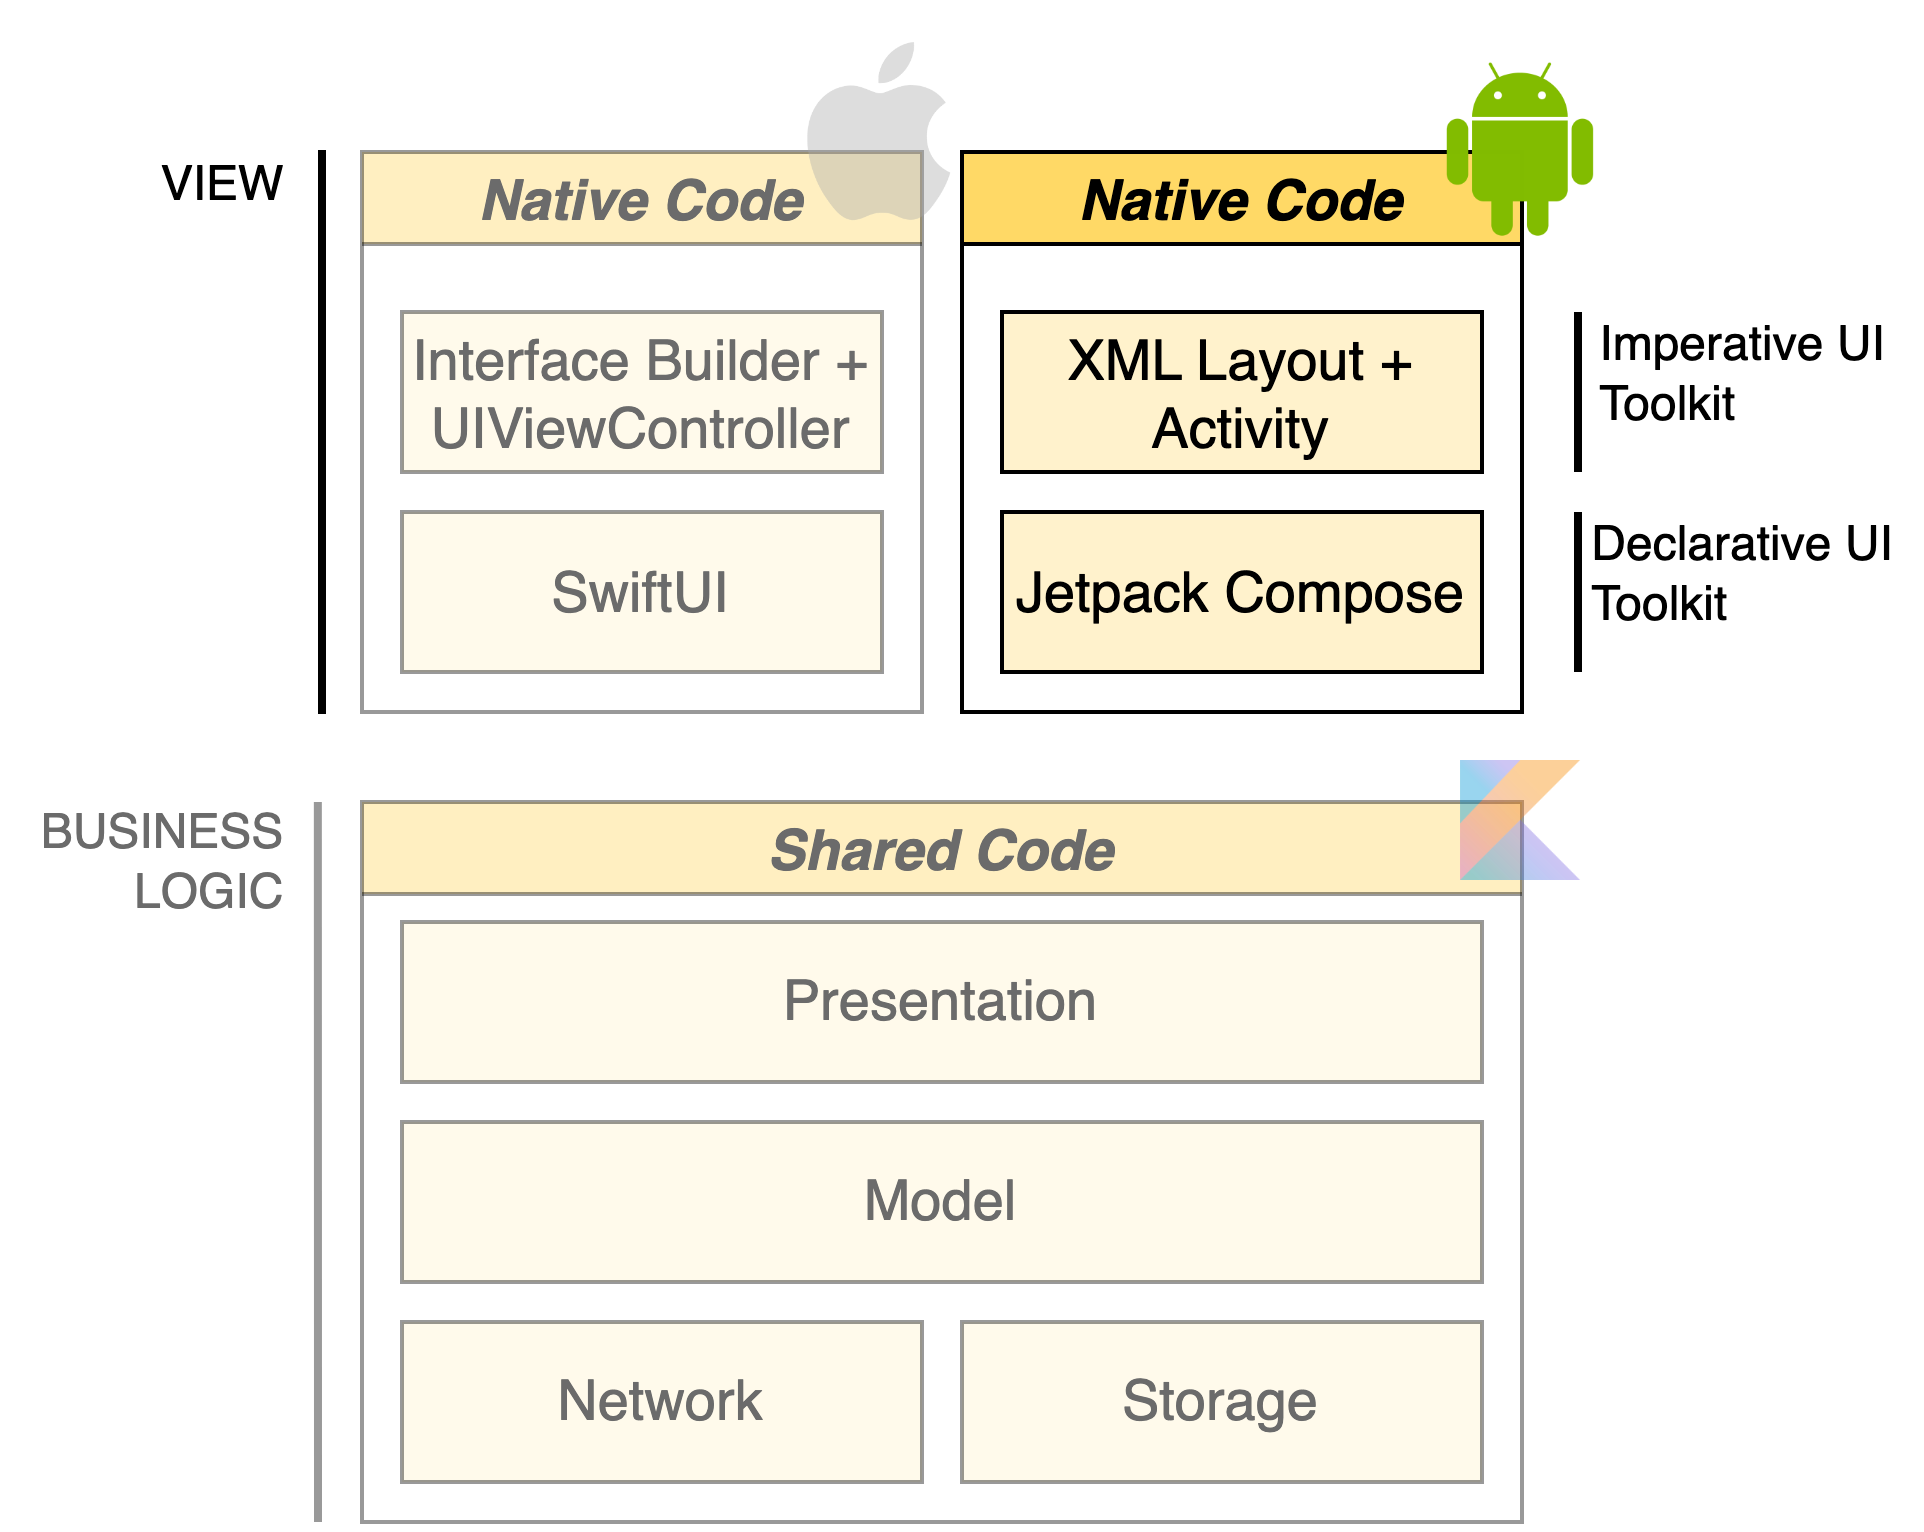 VIEW
Native Code
Native Code
Interface Builder +
UIViewController
XML Layout +
Activity
Imperative UI
Toolkit
SwiftUI
Jetpack Compose
Declarative UI
Toolkit
BUSINESS
LOGIC
Shared Code
Presentation
Model
Network
Storage